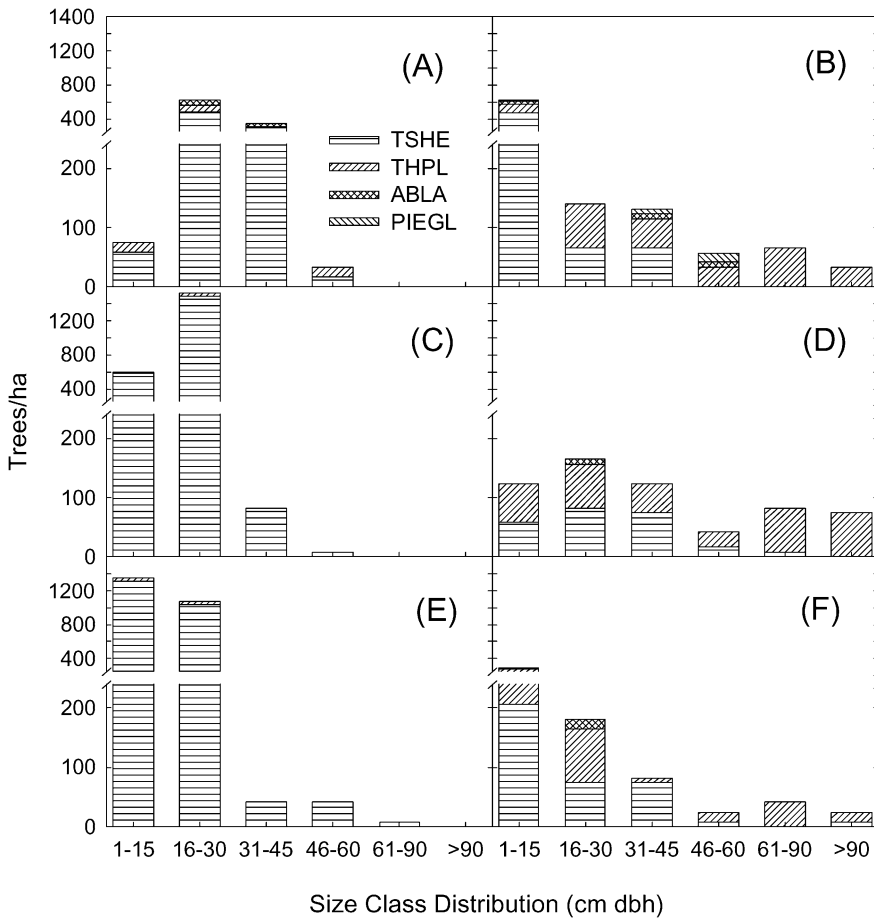 1400
1200
800
400
200
100
0
(A)
(B)
TSHE
THPL
ABLA
PIEGL
1200
800
400
200
100
0
(C)
(D)
Trees/ha
1200
800
400
200
100
0
(E)
(F)
1-15 16-30 31-45 46-60 61-90 >90 1-15 16-30 31-45 46-60 61-90 >90
Size Class Distribution (cm dbh)